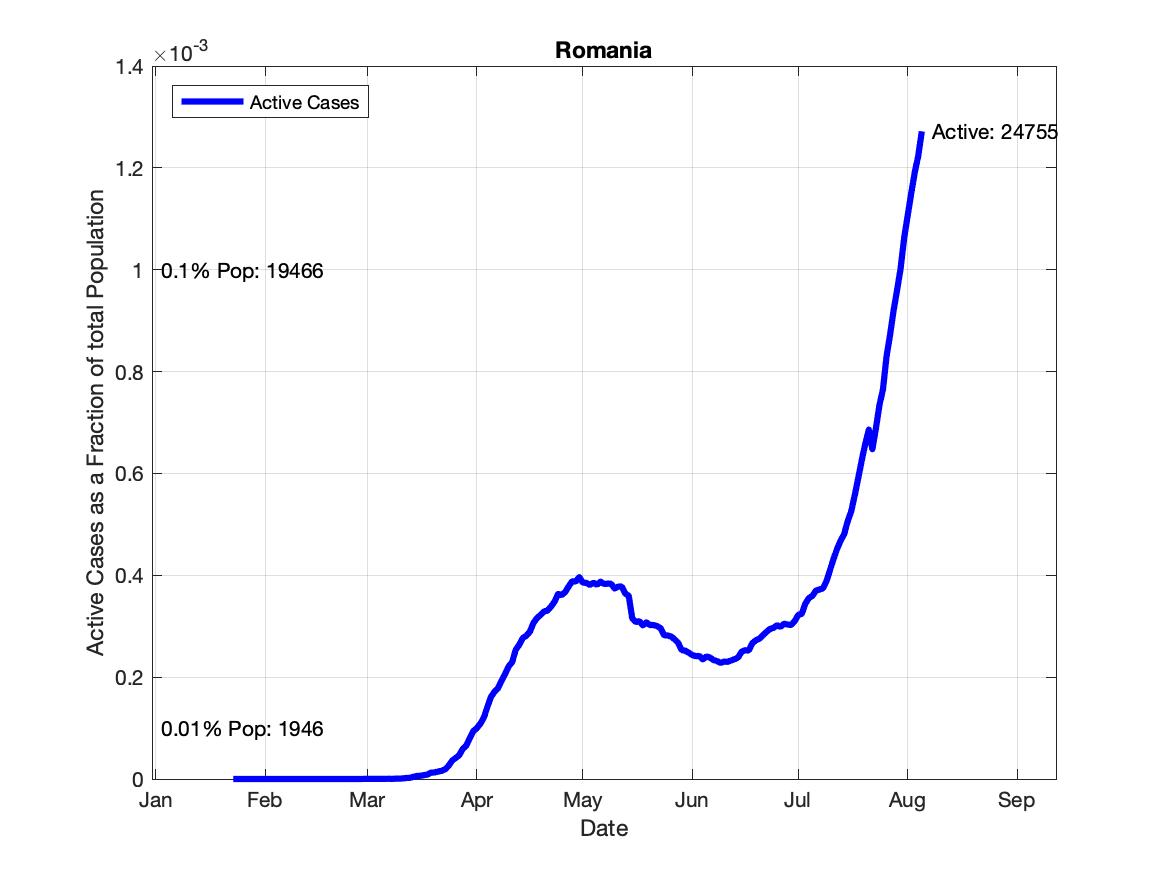 Romania
×10-3
1.4
1.2
1
0.8
0.6
0.4
0.2
0
Active Cases as a Fraction of total Population
Active Cases
Active: 24755
0.1% Pop: 19466
0.01% Pop: 1946
Jan Feb Mar Apr May Jun Jul Aug Sep
Date